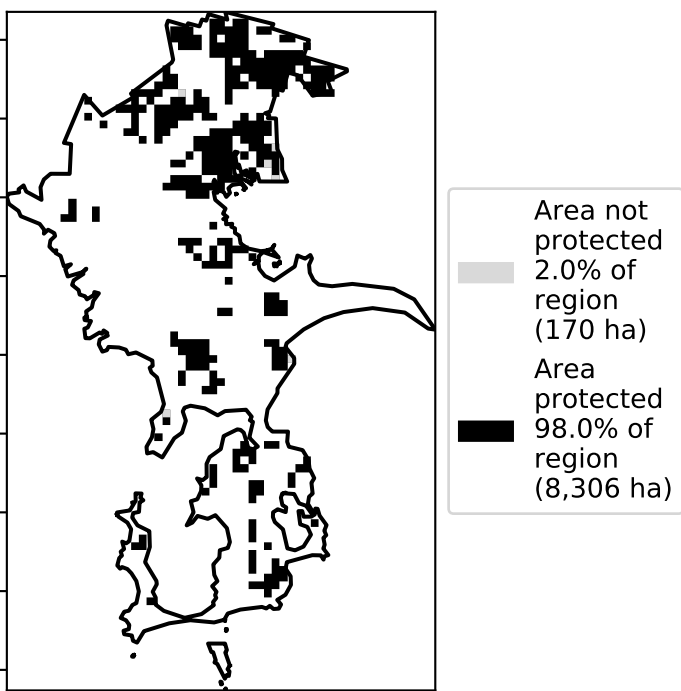 Area not
protected
2.0% of
region
(170 ha)
Area
protected
98.0% of
region
(8,306 ha)